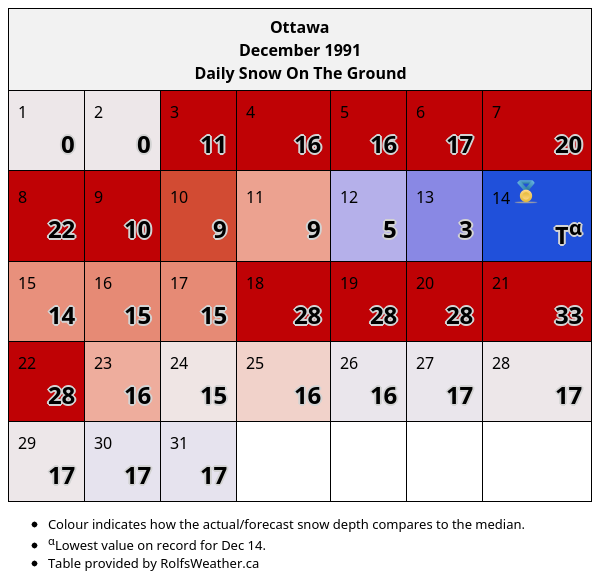 Ottawa
December 1991
Daily Snow On The Ground
1 2 3 4 5 6 7
0 0 11 16 16 17 20
8 9 10 11 12 13 14
22 10 9 9 5 3 Tα
15 16 17 18 19 20 21
14 15 15 28 28 28 33
22 23 24 25 26 27 28
28 16 15 16 16 17 17
29 30 31
17 17 17
• Colour indicates how the actual/forecast snow depth compares to the median.
• αLowest value on record for Dec 14.
• Table provided by RolfsWeather.ca